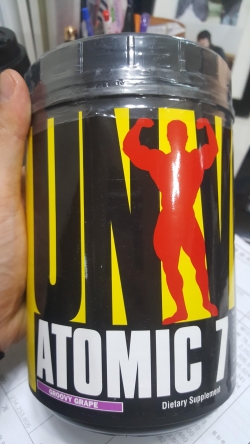 UNIV
ATOMIC 7
GROOVY GRAPE
Dietary Supplement